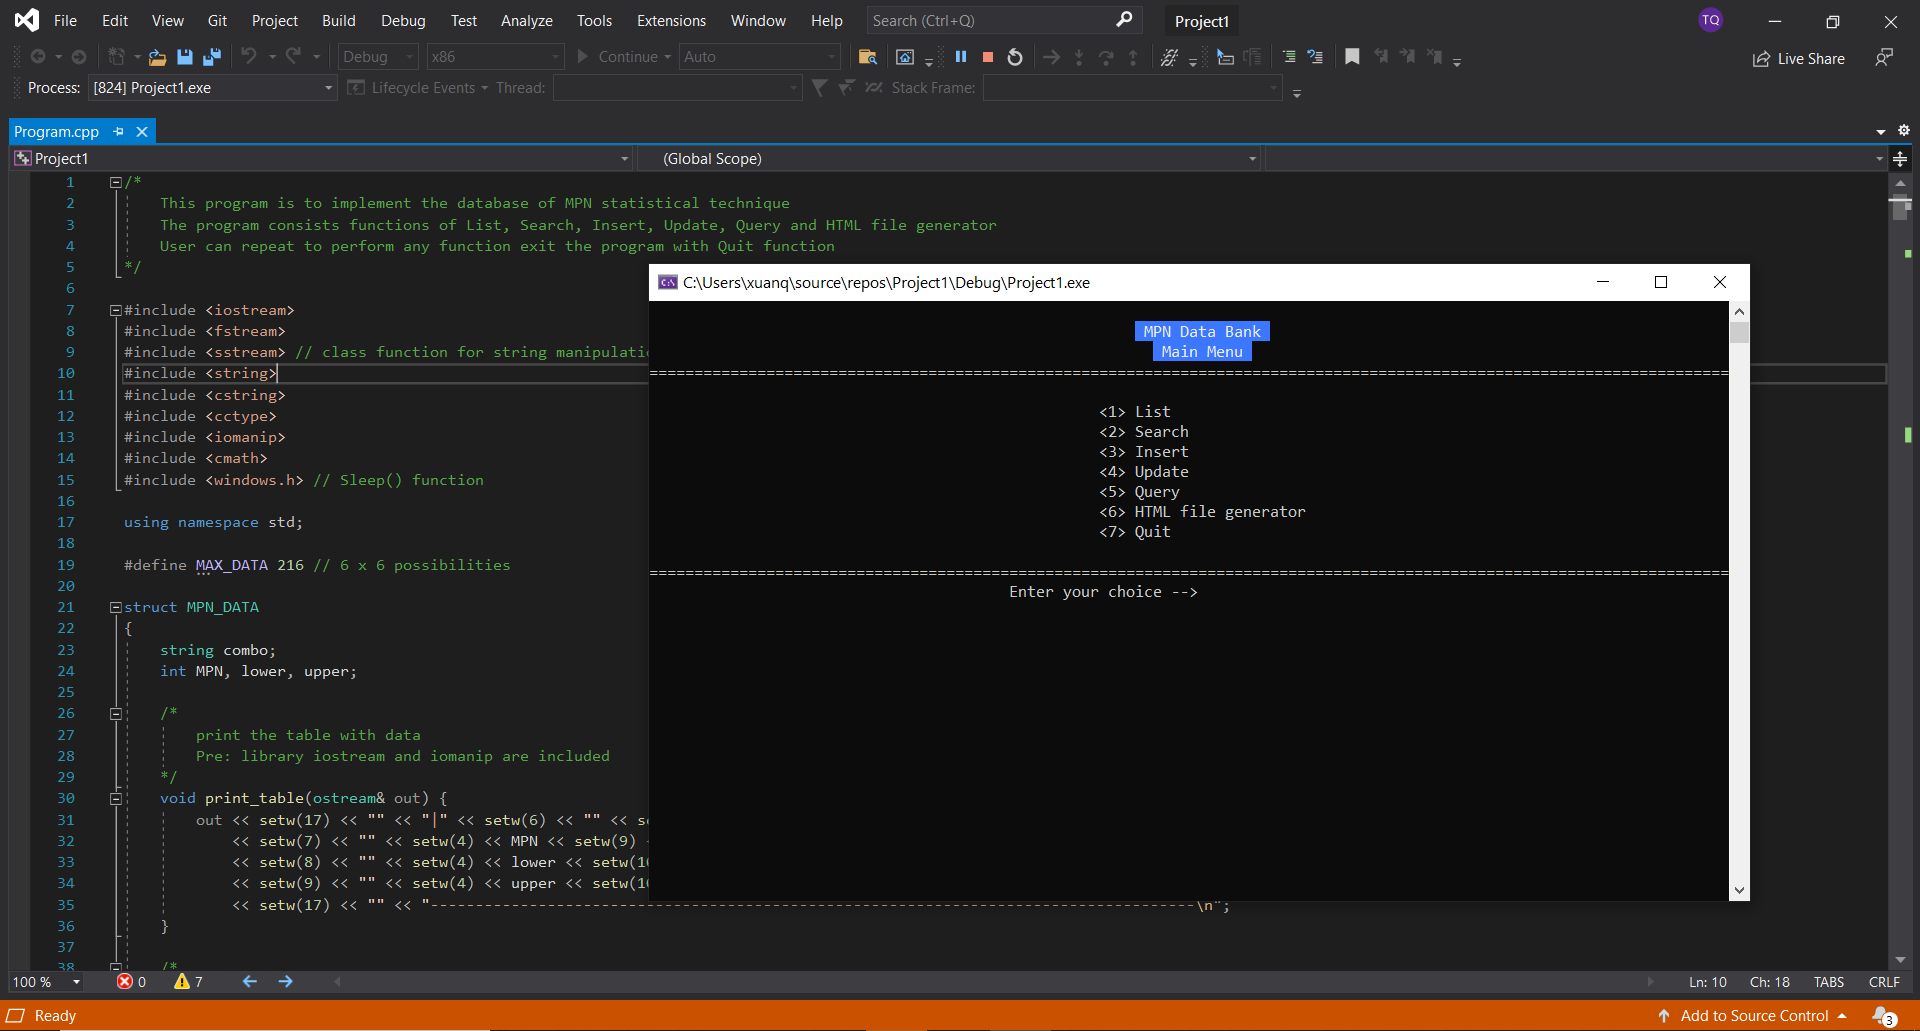 File Edit View Git Project Build Debug Test Analyze Tools Extensions Window Help Search (Ctrl+Q) Project1 TQ
Debug x86 Continue Auto Live Share
Process: [824] Project1.exe Lifecycle Events Thread: Stack Frame:
Program.cpp
Project1 (Global Scope)
1 /*
2 This program is to implement the database of MPN statistical technique
3 The program consists functions of List, Search, Insert, Update, Query and HTML file generator
4 User can repeat to perform any function exit the program with Quit function
5 */
6
7 #include <iostream>
8 #include <fstream>
9 #include <sstream> // class function for string manipulatio
10 #include <string>
11 #include <cstring>
12 #include <cctype>
13 #include <iomanip>
14 #include <cmath>
15 #include <windows.h> // Sleep() function
16
17 using namespace std;
18
19 #define MAX_DATA 216 // 6 x 6 possibilities
20
21 struct MPN_DATA
22 {
23 string combo;
24 int MPN, lower, upper;
25
26 /*
27 print the table with data
28 Pre: library iostream and iomanip are included
29 */
30 void print_table(ostream& out) {
31 out << setw(17) << "" << "|" << setw(6) << "" << se
32 << setw(7) << "" << setw(4) << MPN << setw(9)
33 << setw(8) << "" << setw(4) << lower << setw(10
34 << setw(9) << "" << setw(4) << upper << setw(10
35 << setw(17) << "" << "-------------------------------------------------------------------------------------\n";
36 }
37
38 /*
C:\Users\xuanq\source\repos\Project1\Debug\Project1.exe
MPN Data Bank
Main Menu
========================================================================================================================
<1> List
<2> Search
<3> Insert
<4> Update
<5> Query
<6> HTML file generator
<7> Quit
========================================================================================================================
Enter your choice -->
100 % 0 7 Ln: 10 Ch: 18 TABS CRLF
Ready Add to Source Control 3